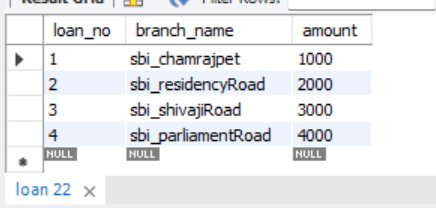 Result Grid Filter Rows:
loan_no branch_name amount
1 sbi_chamrajpet 1000
2 sbi_residencyRoad 2000
3 sbi_shivajiRoad 3000
4 sbi_parliamentRoad 4000
NULL NULL NULL
loan 22 ×